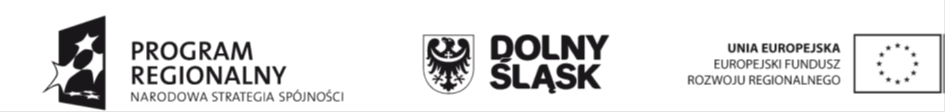 PROGRAM
REGIONALNY
NARODOWA STRATEGIA SPÓJNOŚCI
DOLNY
ŚLĄSK
UNIA EUROPEJSKA
EUROPEJSKI FUNDUSZ
ROZWOJU REGIONALNEGO